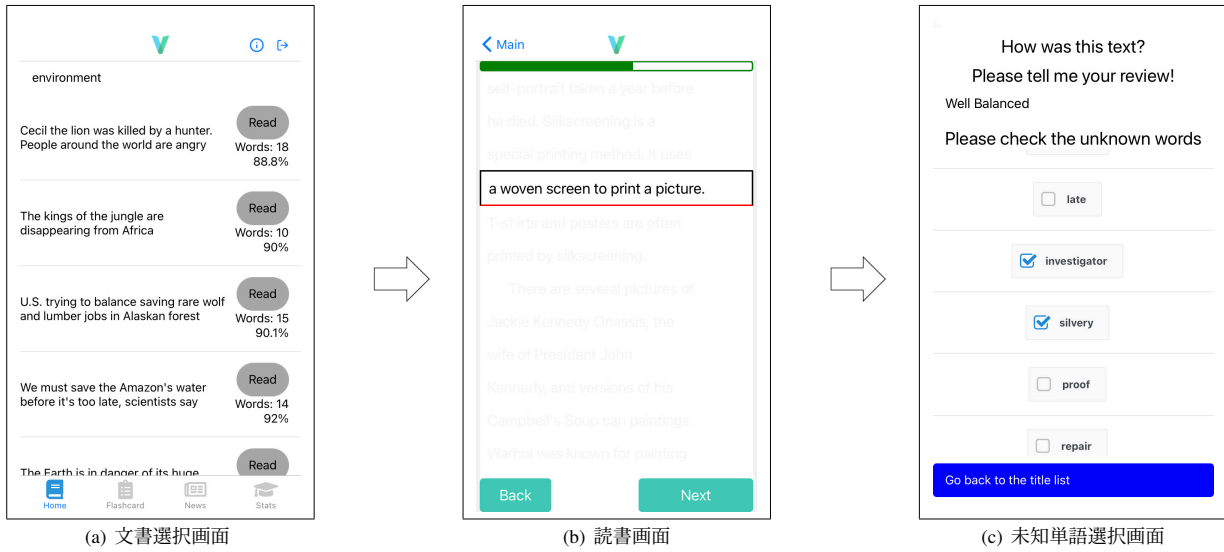 environment
Cecil the lion was killed by a hunter.
People around the world are angry
Read
Words: 18
88.8%
The kings of the jungle are
disappearing from Africa
Read
Words: 10
90%
U.S. trying to balance saving rare wolf
and lumber jobs in Alaskan forest
Read
Words: 15
90.1%
We must save the Amazon's water
before it's too late, scientists say
Read
Words: 14
92%
The Earth is in danger of its huge
Read
Home
Flashcard
News
Stats
(a) 文書選択画面
Main
self-portrait taken a year before
he died. Silkscreening is a
special printing method. It uses
a woven screen to print a picture.
T-shirts and posters are often
printed by silkscreening.
There are several pictures of
Jackie Kennedy Onassis, the
wife of President John
Kennedy, and versions of his
Campbell's Soup can paintings.
Warhol was known for painting
Back
Next
(b) 読書画面
How was this text?
Please tell me your review!
Well Balanced
Please check the unknown words
late
investigator
silvery
proof
repair
Go back to the title list
(c) 未知単語選択画面